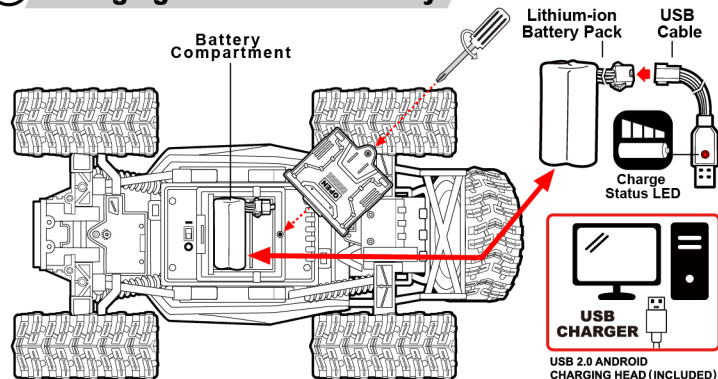 Battery
Compartment
Lithium-ion
Battery Pack
USB
Cable
OPEN
Charge
Status LED
USB
CHARGER
USB 2.0 ANDROID
CHARGING HEAD (INCLUDED)